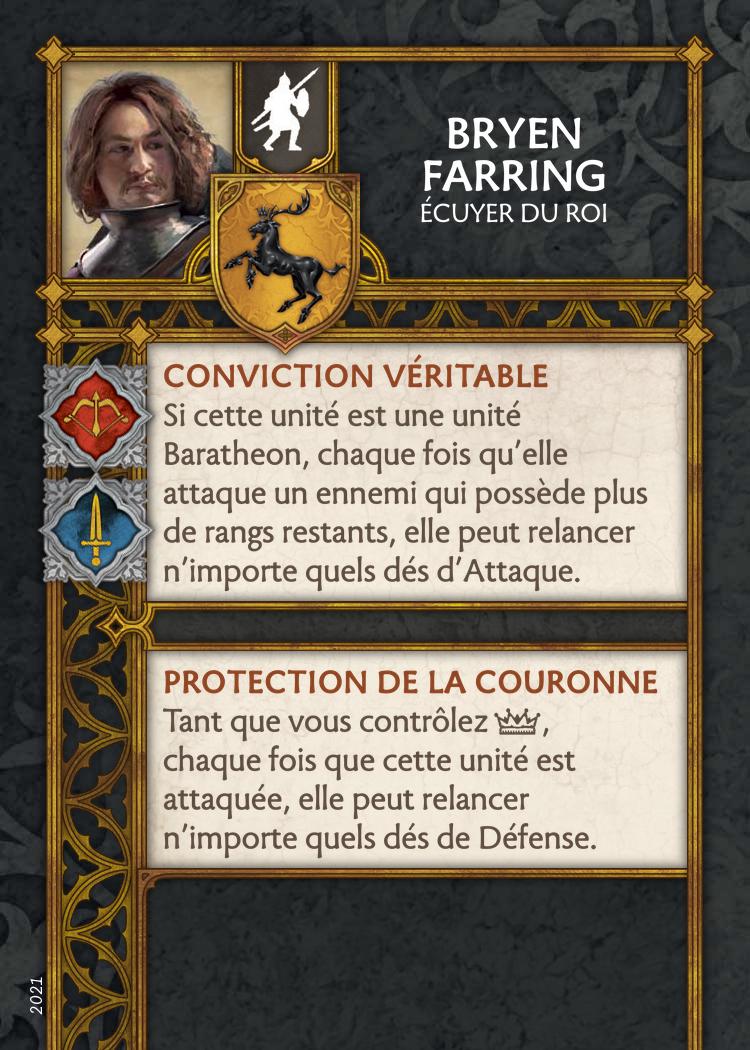 BRYEN
FARRING
ÉCUYER DU ROI
CONVICTION VÉRITABLE
Si cette unité est une unité
Baratheon, chaque fois qu’elle
attaque un ennemi qui possède plus
de rangs restants, elle peut relancer
n’importe quels dés d’Attaque.
PROTECTION DE LA COURONNE
Tant que vous contrôlez ,
chaque fois que cette unité est
attaquée, elle peut relancer
n’importe quels dés de Défense.
2021